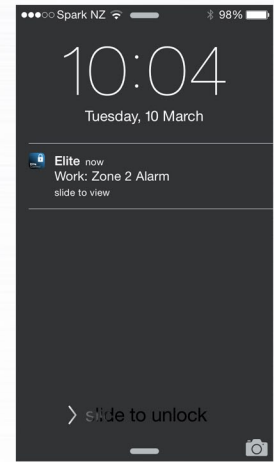 Spark NZ 98%
10:04
Tuesday, 10 March
Elite now
Work: Zone 2 Alarm
slide to view
slide to unlock